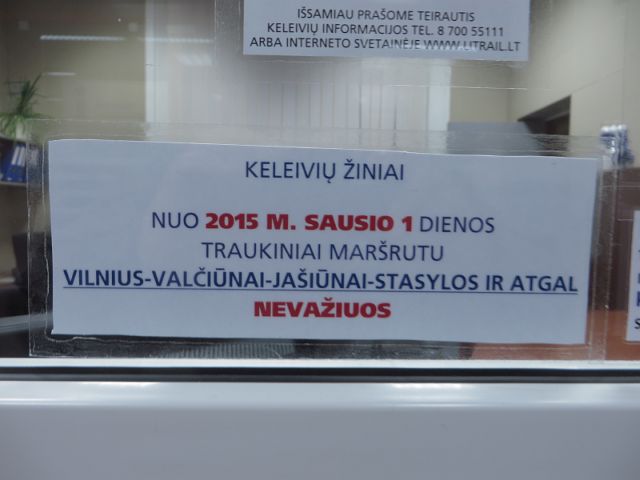 IŠSAMIAU PRAŠOME TEIRAUTIS
KELEIVIŲ INFORMACIJOS TEL. 8 700 55111
ARBA INTERNETO SVETAINĖJE WWW.LITRAIL.LT
KELEIVIŲ ŽINIAI
NUO 2015 M. SAUSIO 1 DIENOS
TRAUKINIAI MARŠRUTU
VILNIUS-VALČIŪNAI-JAŠIŪNAI-STASYLOS IR ATGAL
NEVAŽIUOS